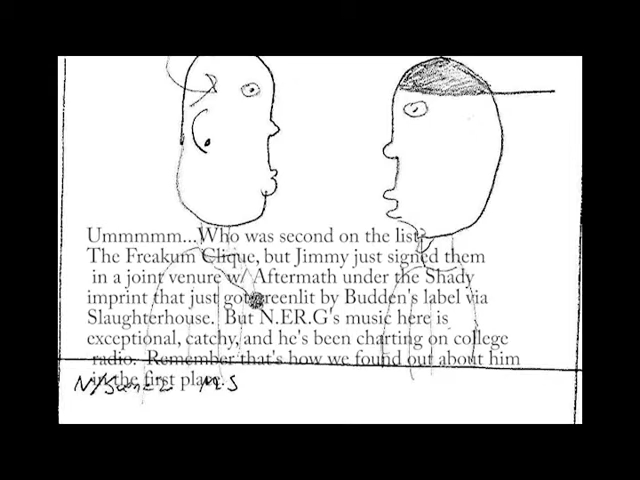 Ummmmm...Who was second on the list?
The Freakum Clique, but Jimmy just signed them
in a joint venure w/ Aftermath under the Shady
imprint that just got greenlit by Budden's label via
Slaughterhouse. But N.ER.G's music here is
exceptional, catchy, and he's been charting on college
radio. Remember that's how we found out about him
in the first place.